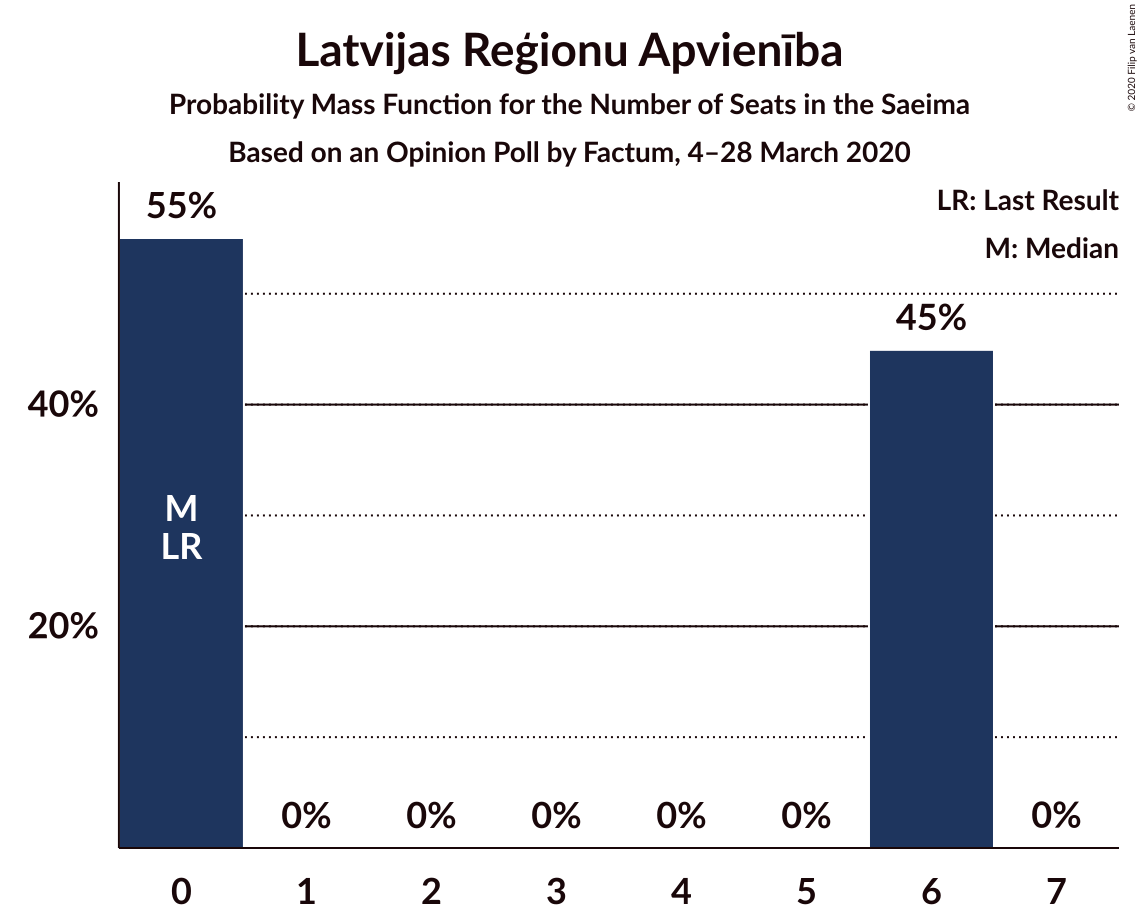 Latvijas Reģionu Apvienība
Probability Mass Function for the Number of Seats in the Saeima
Based on an Opinion Poll by Factum, 4–28 March 2020
© 2020 Filip van Laenen
LR: Last Result
M: Median
55%
45%
40%
20%
M
LR
0% 0% 0% 0% 0% 0%
0 1 2 3 4 5 6 7